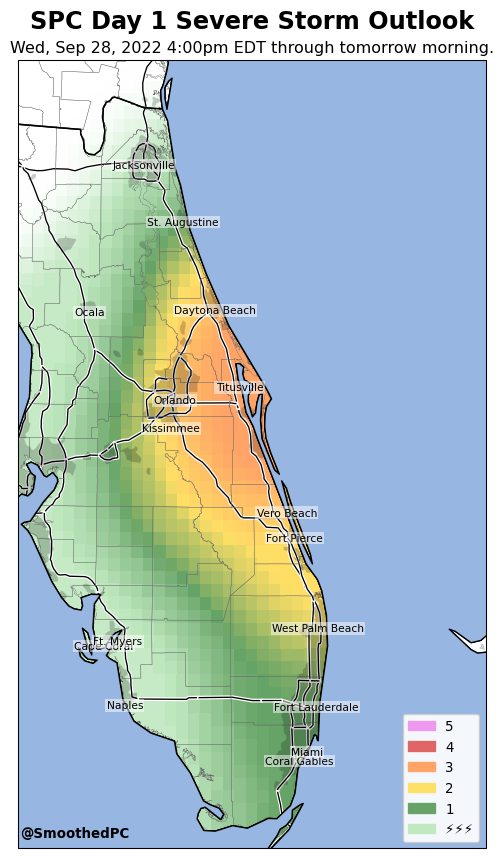 SPC Day 1 Severe Storm Outlook
Wed, Sep 28, 2022 4:00pm EDT through tomorrow morning.
Jacksonville
St. Augustine
Ocala
Daytona Beach
Titusville
Orlando
Kissimmee
Vero Beach
Fort Pierce
West Palm Beach
Ft. Myers
Cape Coral
Naples
Fort Lauderdale
Miami
Coral Gables
5
4
3
2
1
⚡⚡⚡
@SmoothedPC